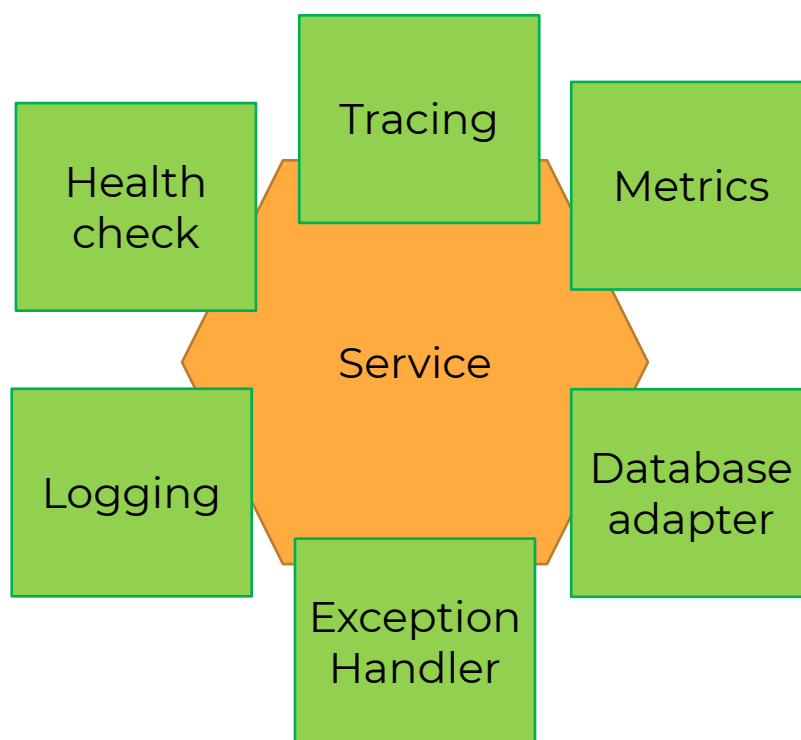 Tracing
Health
check
Metrics
Service
Logging
Database
adapter
Exception
Handler